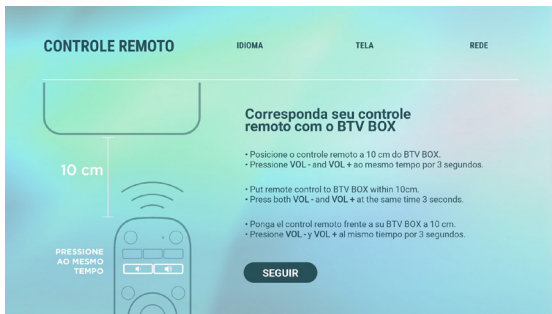 CONTROLE REMOTO
IDIOMA
TELA
REDE
10 cm
PRESSIONE
AO MESMO
TEMPO
Corresponda seu controle
remoto com o BTV BOX
• Posicione o controle remoto a 10 cm do BTV BOX.
• Pressione VOL - and VOL + ao mesmo tempo por 3 segundos.
• Put remote control to BTV BOX within 10cm.
• Press both VOL - and VOL + at the same time 3 seconds.
• Ponga el control remoto frente a su BTV BOX a 10 cm.
• Presione VOL - y VOL + al mismo tiempo por 3 segundos.
SEGUIR